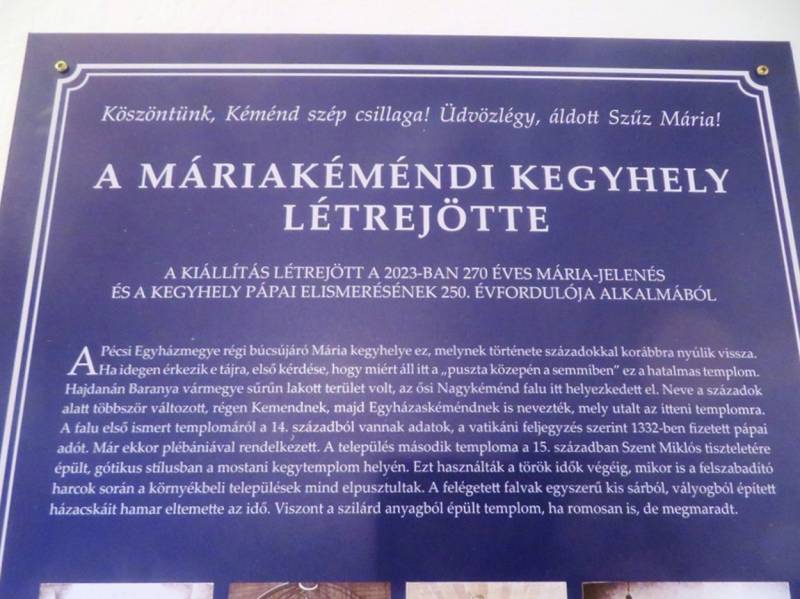 Köszöntünk, Kéménd szép csillaga! Üdvözlégy, áldott Szűz Mária!
A MÁRIAKÉMÉNDI KEGYHELY
LÉTREJÖTTE
A KIÁLLÍTÁS LÉTREJÖTT A 2023-BAN 270 ÉVES MÁRIA-JELENÉS
ÉS A KEGYHELY PÁPAI ELISMERÉSÉNEK 250. ÉVFORDULÓJA ALKALMÁBÓL
A Pécsi Egyházmegye régi búcsújáró Mária kegyhelye ez, melynek története századokkal korábbra nyúlik vissza.
Ha idegen érkezik e tájra, első kérdése, hogy miért áll itt a „puszta közepén a semmiben” ez a hatalmas templom.
Hajdanán Baranya vármegye sűrűn lakott terület volt, az ősi Nagykéménd falu itt helyezkedett el. Neve a századok
alatt többször változott, régen Kemendnek, majd Egyházaskéméndnek is nevezték, mely utalt az itteni templomra.
A falu első ismert templomáról a 14. századból vannak adatok, a vatikáni feljegyzés szerint 1332-ben fizetett pápai
adót. Már ekkor plébániával rendelkezett. A település második temploma a 15. században Szent Miklós tiszteletére
épült, gótikus stílusban a mostani kegytemplom helyén. Ezt használták a török idők végéig, mikor is a felszabadító
harcok során a környékbeli települések mind elpusztultak. A felégetett falvak egyszerű kis sárból, vályogból épített
házacskáit hamar eltemette az idő. Viszont a szilárd anyagból épült templom, ha romosan is, de megmaradt.